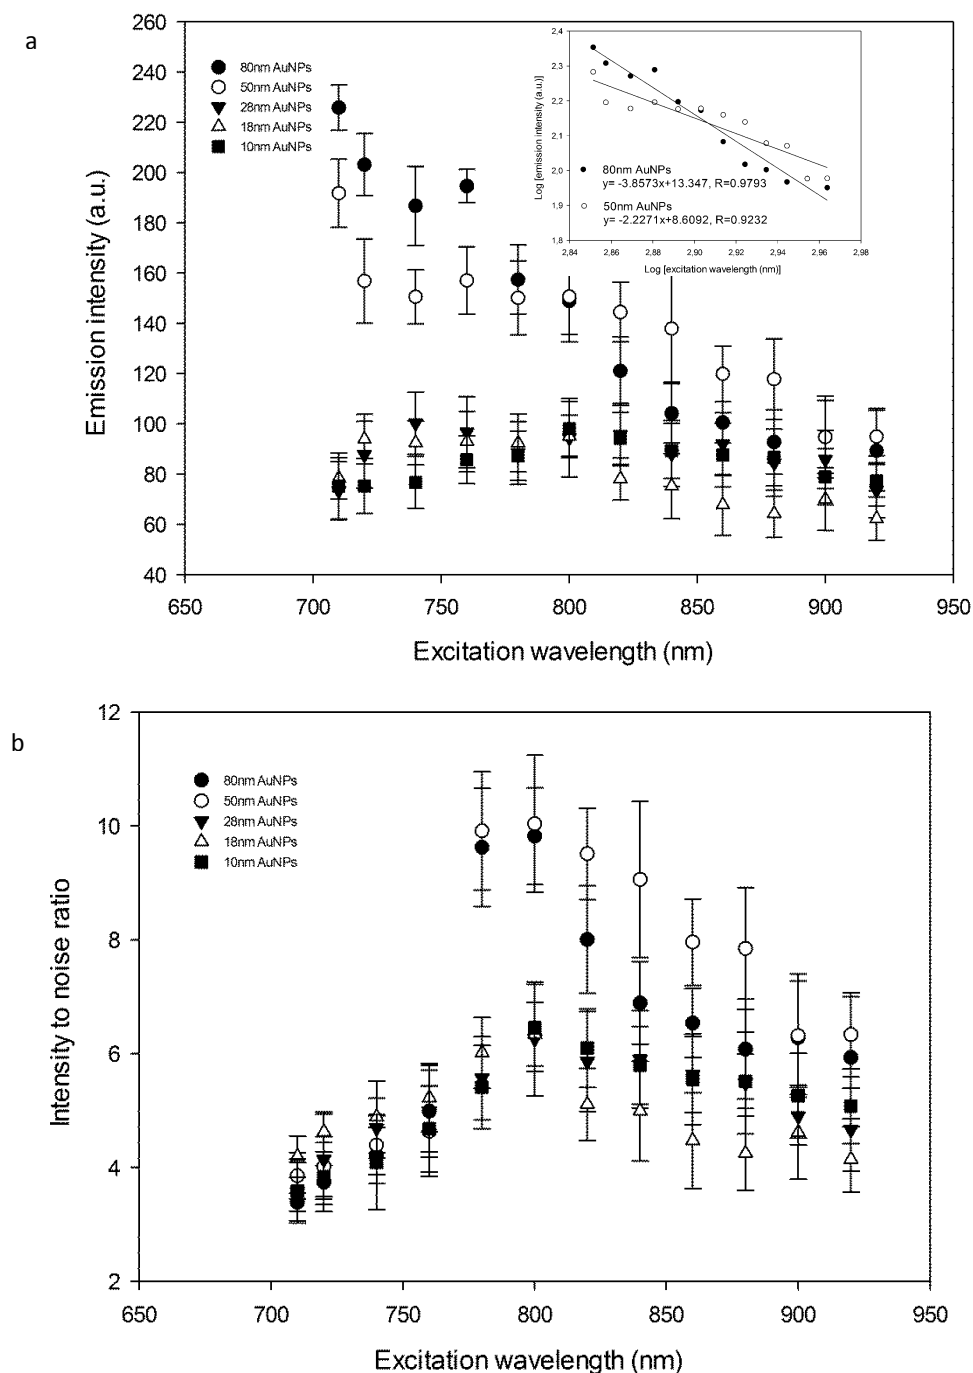 a
260
240
220
200
180
160
140
120
100
80
60
40
650 700 750 800 850 900 950
Emission intensity (a.u.)
Excitation wavelength (nm)
80nm AuNPs
50nm AuNPs
28nm AuNPs
18nm AuNPs
10nm AuNPs
2,4
2,3
2,2
2,1
2,0
1,9
1,8
2,84 2,86 2,88 2,90 2,92 2,94 2,96 2,98
Log [emission intensity (a.u.)]
Log [excitation wavelength (nm)]
80nm AuNPs
y= -3.8573x+13.347, R=0.9793
50nm AuNPs
y= -2.2271x+8.6092, R=0.9232
b
12
10
8
6
4
2
650 700 750 800 850 900 950
Intensity to noise ratio
Excitation wavelength (nm)
80nm AuNPs
50nm AuNPs
28nm AuNPs
18nm AuNPs
10nm AuNPs